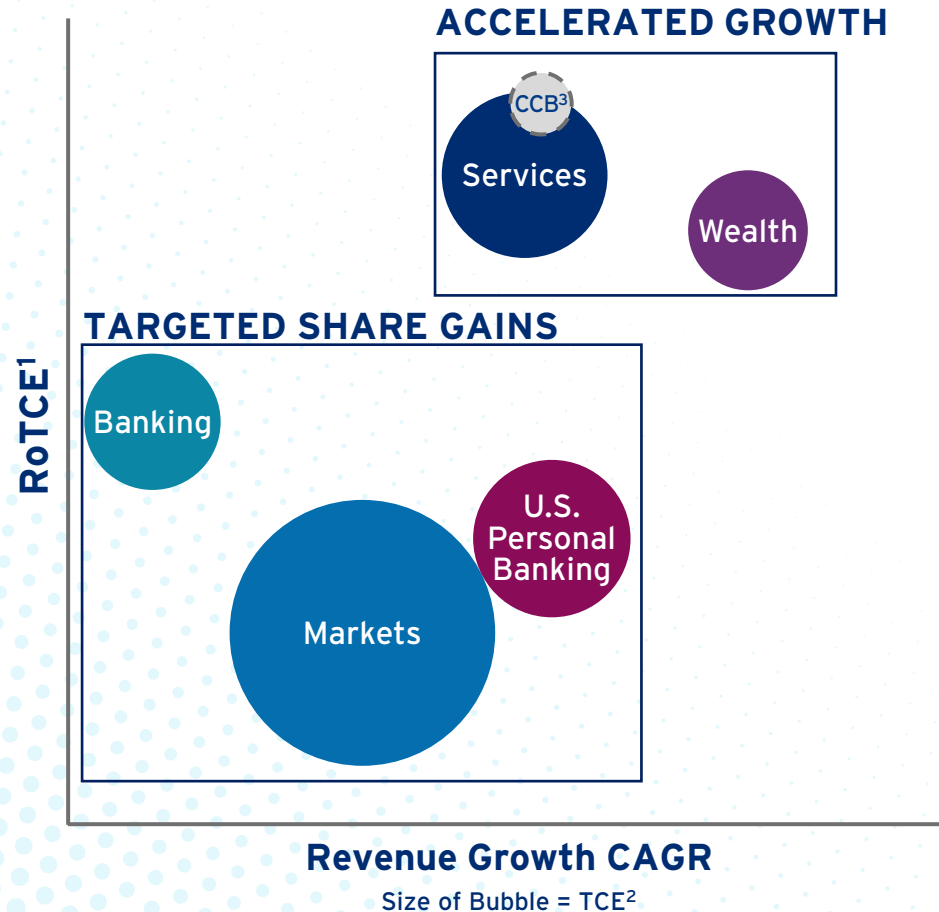 ACCELERATED GROWTH
CCB³
Services
Wealth
TARGETED SHARE GAINS
Banking
U.S.
Personal
Banking
Markets
RoTCE¹
Revenue Growth CAGR
Size of Bubble = TCE²